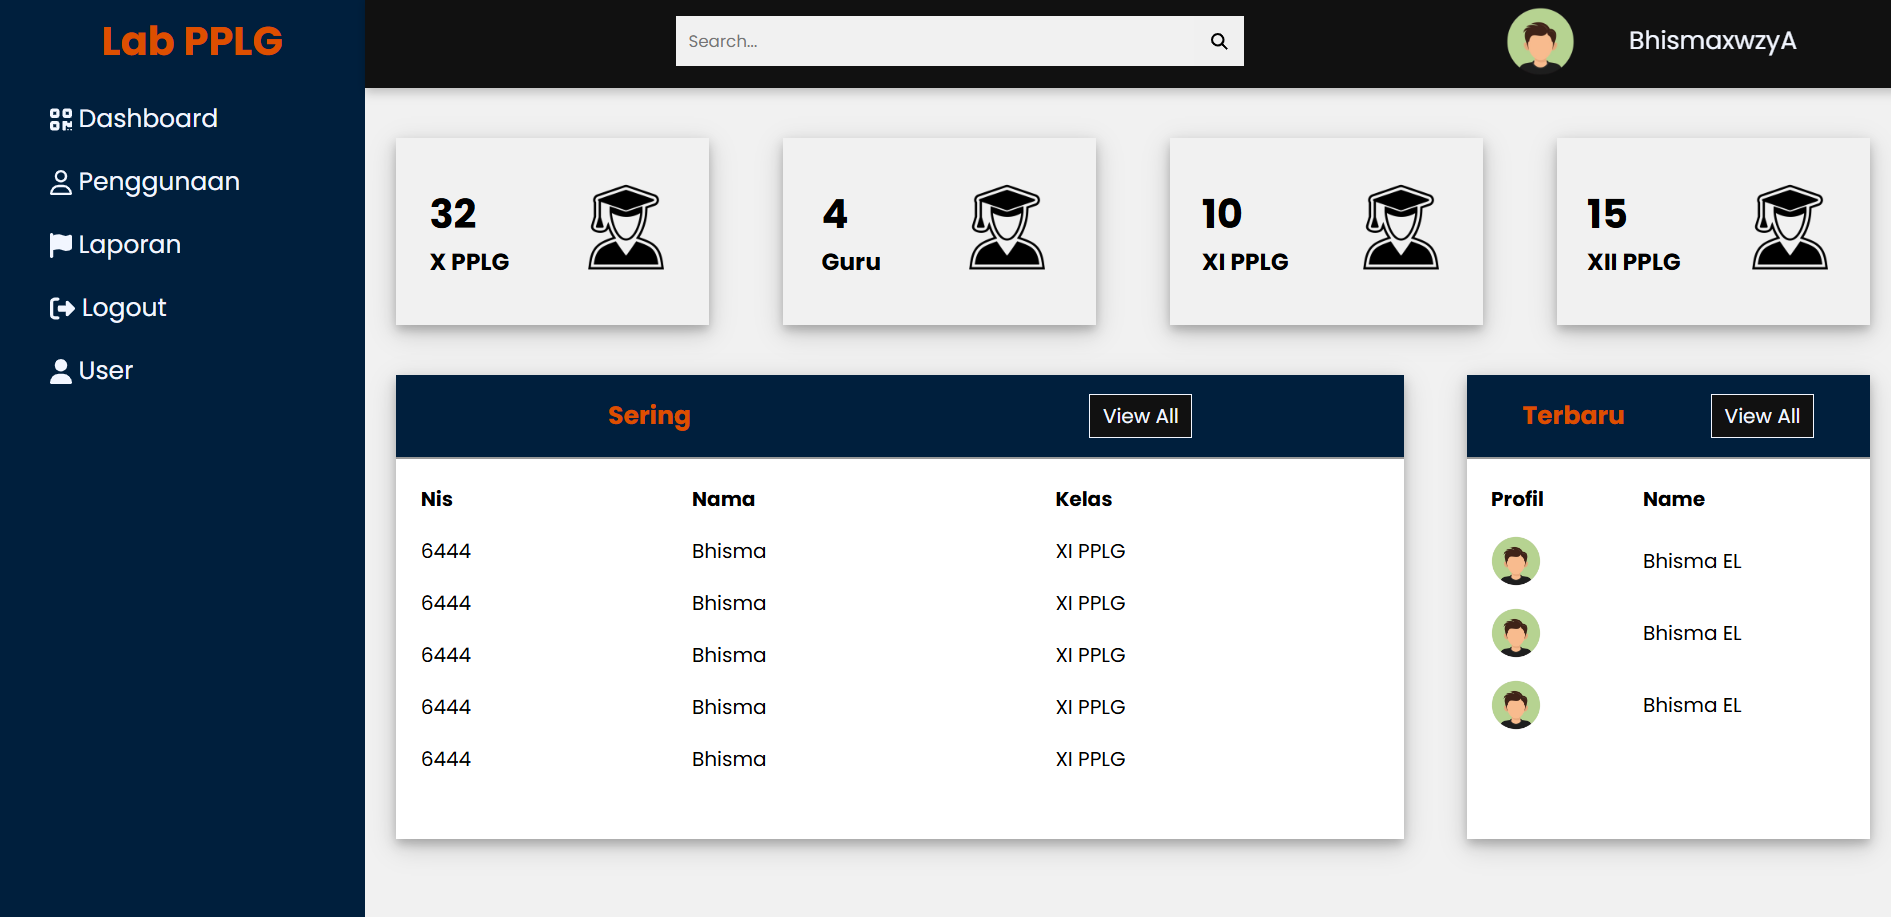 Lab PPLG
Dashboard
Penggunaan
Laporan
Logout
User
Search...
BhismaxwzyA
32
X PPLG
4
Guru
10
XI PPLG
15
XII PPLG
Sering View All
Nis Nama Kelas
6444 Bhisma XI PPLG
6444 Bhisma XI PPLG
6444 Bhisma XI PPLG
6444 Bhisma XI PPLG
6444 Bhisma XI PPLG
Terbaru View All
Profil Name
Bhisma EL
Bhisma EL
Bhisma EL